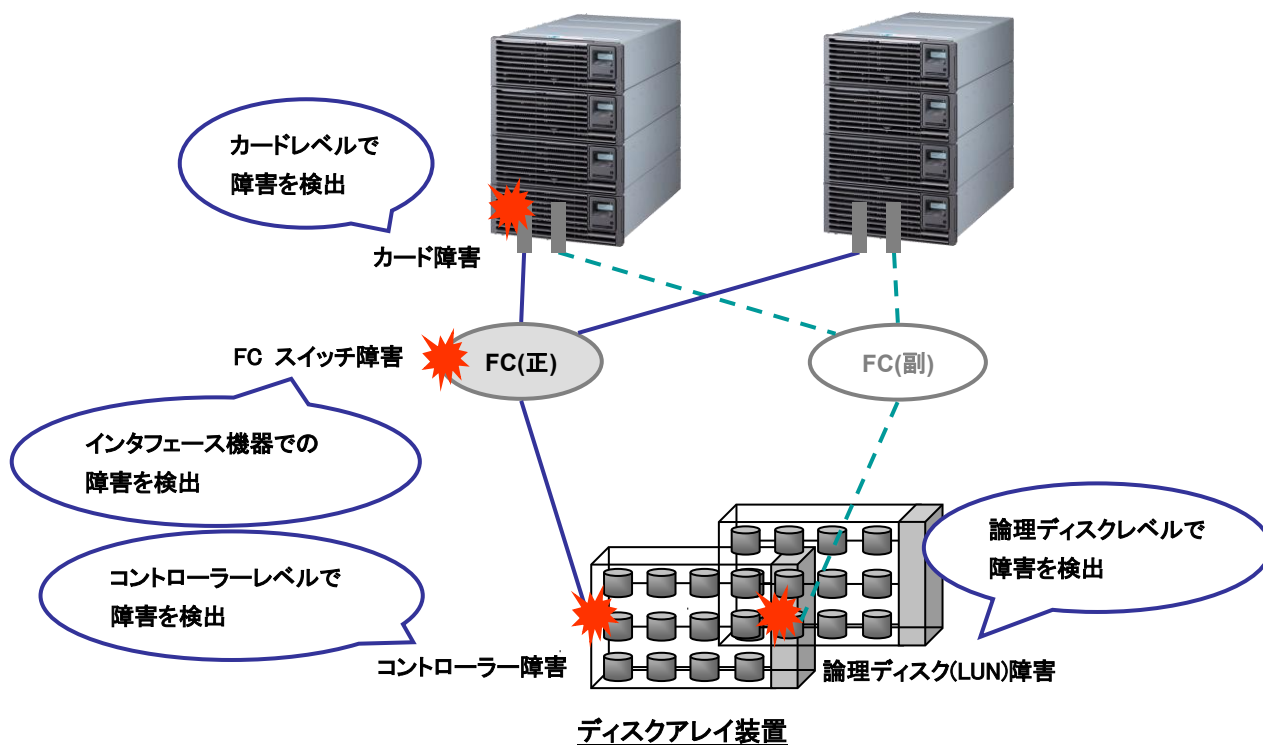 カードレベルで
障害を検出
カード障害
FC スイッチ障害
FC(正)
FC(副)
インタフェース機器での
障害を検出
コントローラーレベルで
障害を検出
論理ディスクレベルで
障害を検出
コントローラー障害
論理ディスク(LUN)障害
ディスクアレイ装置